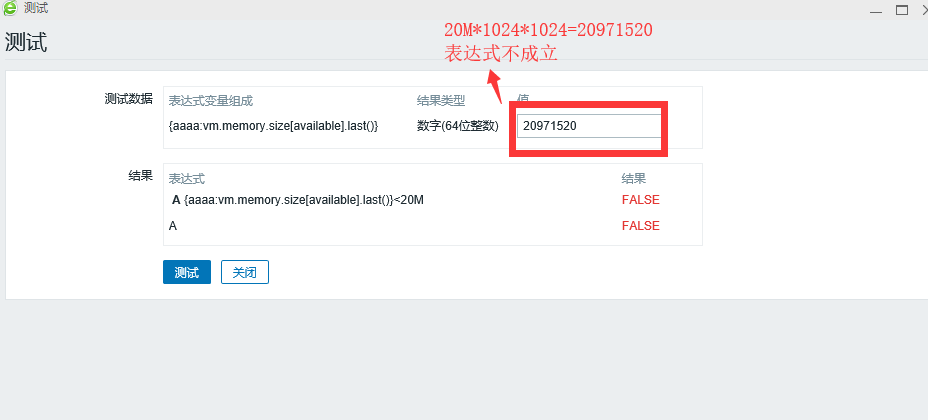 测试
20M*1024*1024=20971520
测试
表达式不成立
测试数据
表达式变量组成
结果类型
值
{aaaa:vm.memory.size[available].last()}
数字(64位整数)
20971520
结果
表达式
结果
A {aaaa:vm.memory.size[available].last()}<20M
FALSE
A
FALSE
测试
关闭